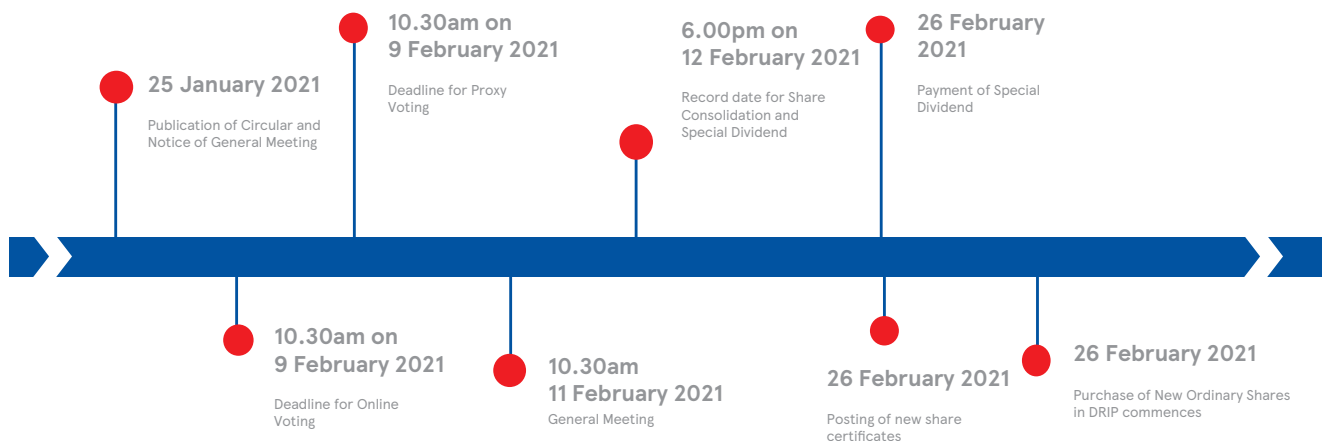 25 January 2021
Publication of Circular and
Notice of General Meeting
10.30am on
9 February 2021
Deadline for Proxy
Voting
6.00pm on
12 February 2021
Record date for Share
Consolidation and
Special Dividend
26 February
2021
Payment of Special
Dividend
10.30am on
9 February 2021
Deadline for Online
Voting
10.30am
11 February 2021
General Meeting
26 February 2021
Posting of new share
certificates
26 February 2021
Purchase of New Ordinary Shares
in DRIP commences